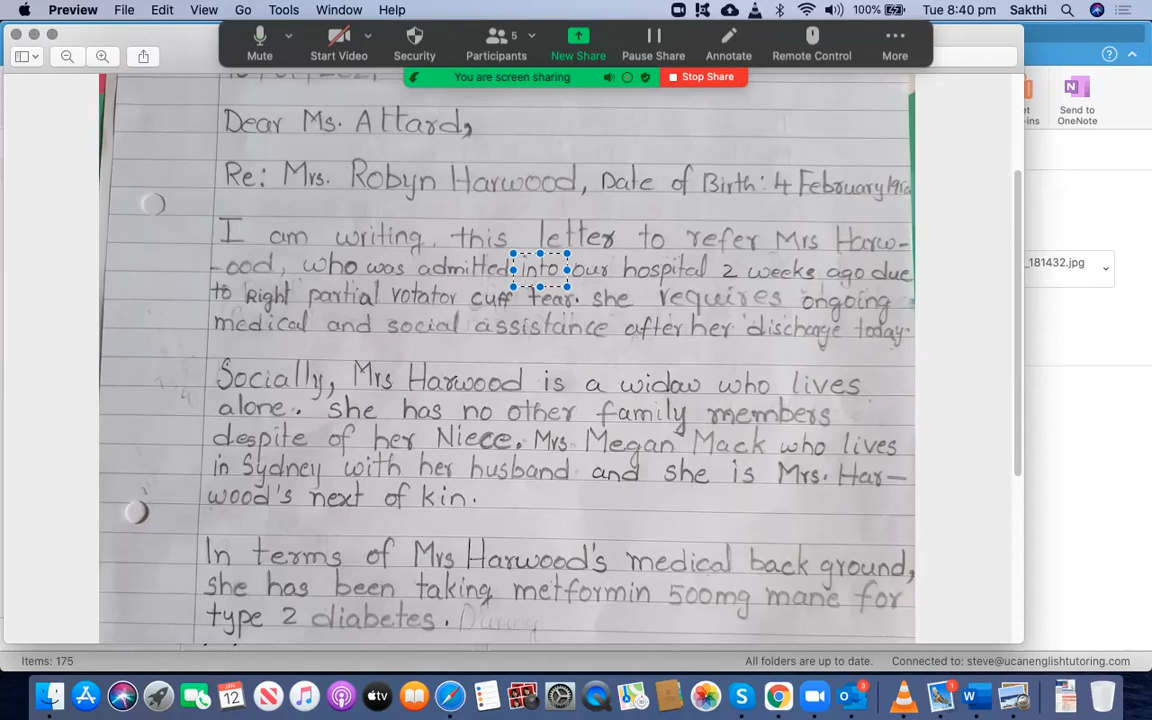 Preview File Edit View Go Tools Window Help 100% Tue 8:40 pm Sakthi
Mute Start Video Security Participants 5 New Share Pause Share Annotate Remote Control More
You are screen sharing Stop Share
Send to
OneNote
-ins
_181432.jpg
Dear Ms. Attard,
Re: Mrs. Robyn Harwood, Date of Birth: 4 February
I am writing this letter to refer Mrs Harw-
-ood, who was admitted into our hospital 2 weeks ago due
to Right partial rotator cuff tear. she requires ongoing
medical and social assistance after her discharge today.
Socially, Mrs Harwood is a widow who lives
alone. she has no other family members
despite of her Niece. Mrs. Megan Mack who lives
in Sydney with her husband and she is Mrs. Har-
wood's next of kin.
In terms of Mrs Harwood's medical back ground,
she has been taking metformin 500mg mane for
type 2 diabetes.
Items: 175 All folders are up to date. Connected to: steve@ucanenglishtutoring.com
JAN
12
3
1